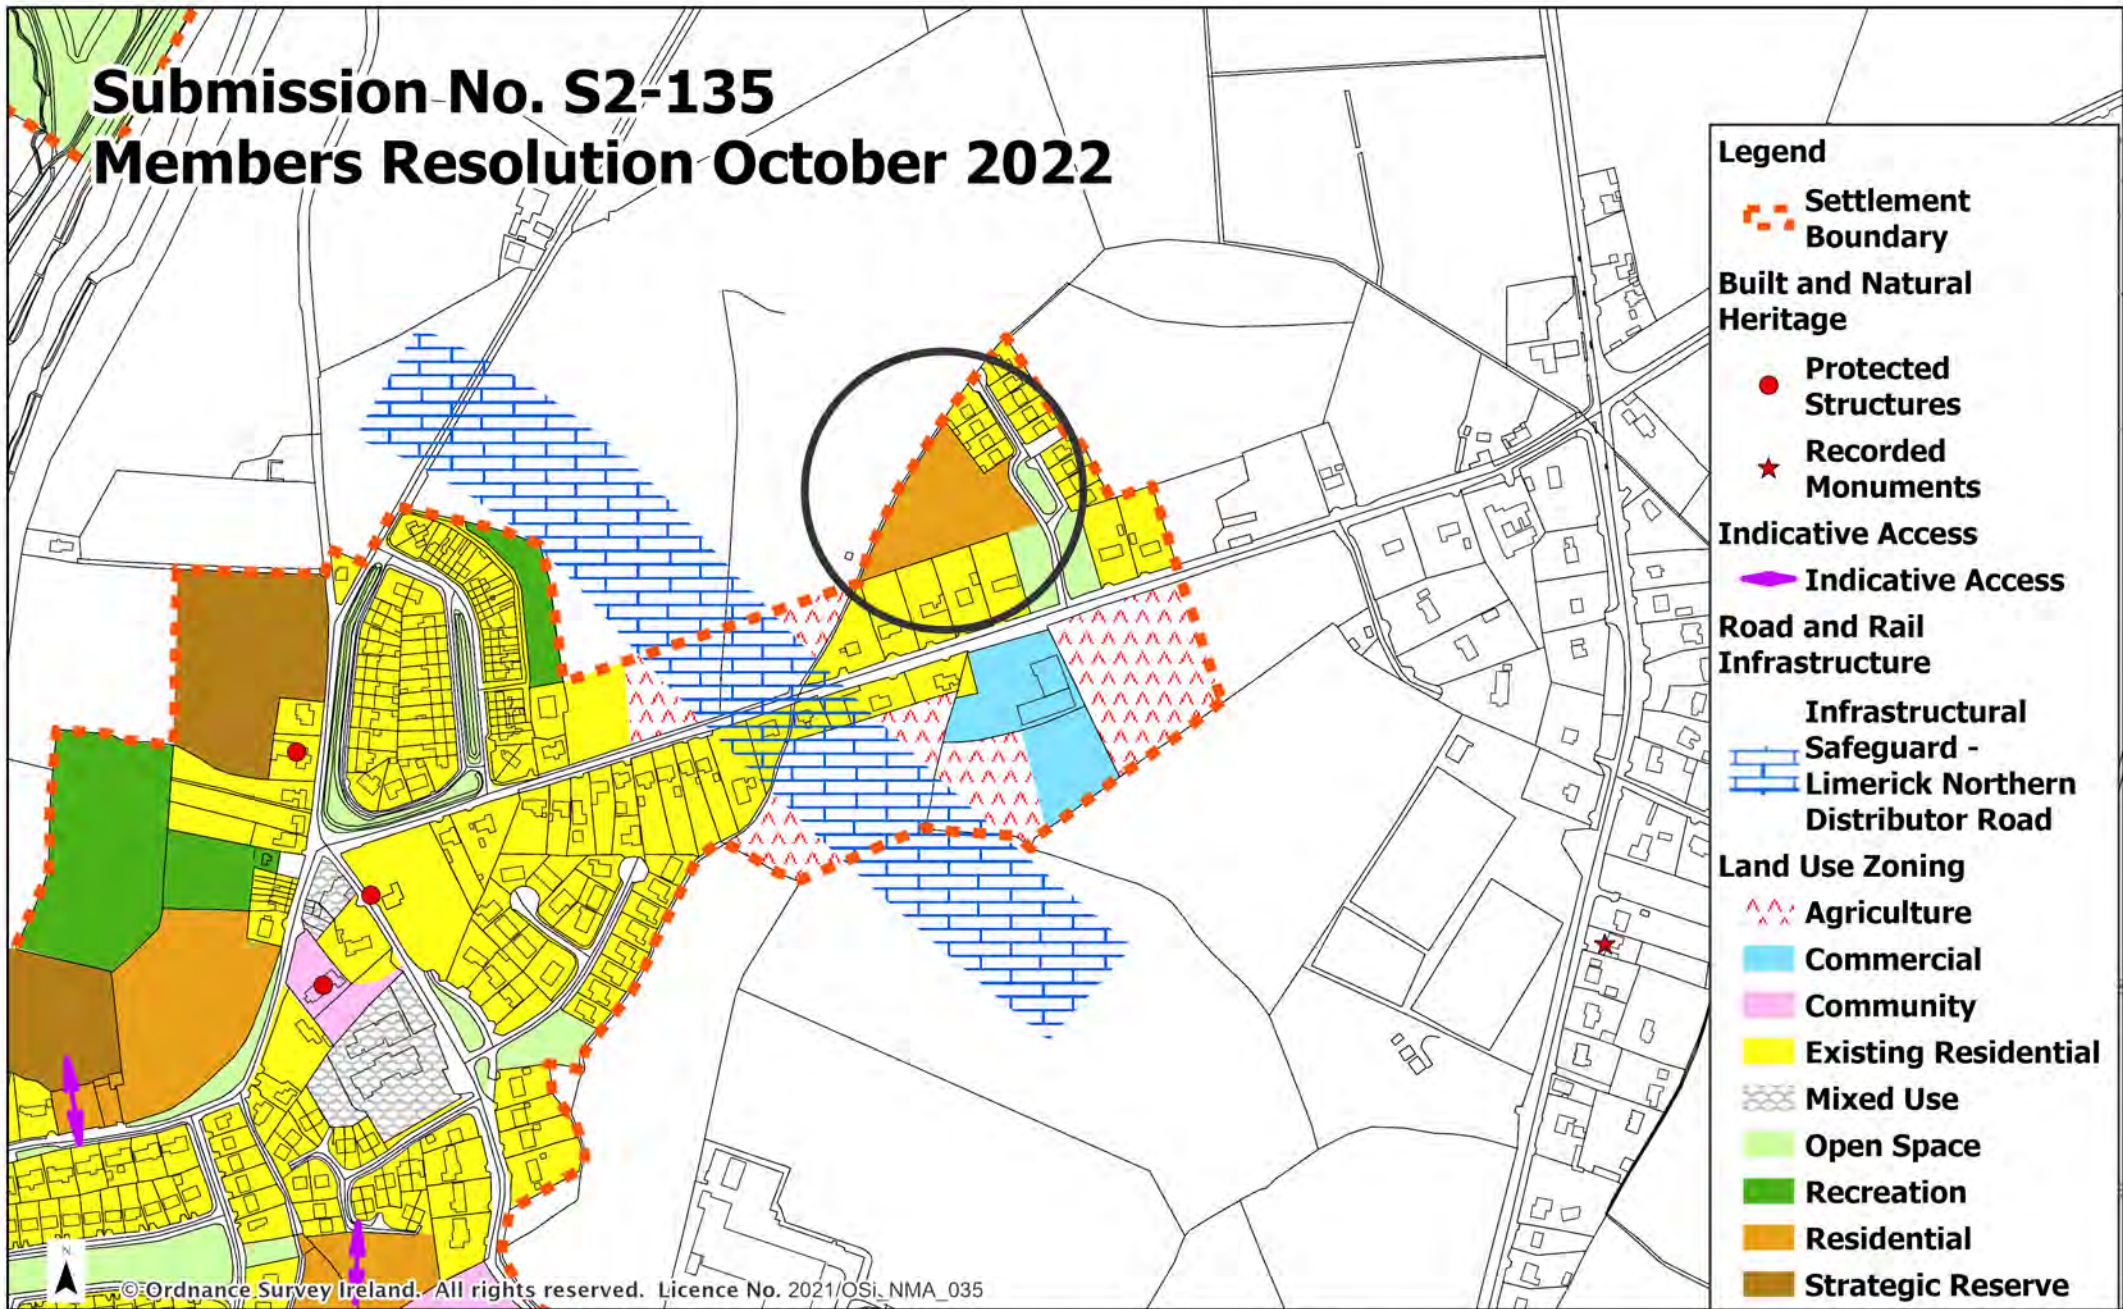 Submission No. S2-135
Members Resolution October 2022
Legend
Settlement
Boundary
Built and Natural
Heritage
Protected
Structures
Recorded
Monuments
Indicative Access
Indicative Access
Road and Rail
Infrastructure
Infrastructural
Safeguard -
Limerick Northern
Distributor Road
Land Use Zoning
Agriculture
Commercial
Community
Existing Residential
Mixed Use
Open Space
Recreation
Residential
Strategic Reserve
N
© Ordnance Survey Ireland. All rights reserved. Licence No. 2021/OSi_NMA_035